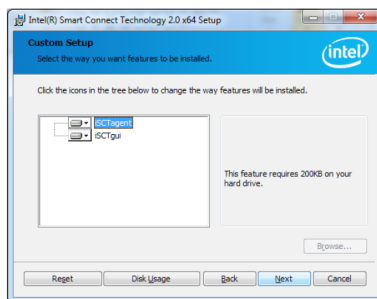 Intel(R) Smart Connect Technology 2.0 x64 Setup
Custom Setup
Select the way you want features to be installed.
intel
Click the icons in the tree below to change the way features will be installed.
ISCTagent
ISCTgui
This feature requires 200KB on your
hard drive.
Browse...
Reset
Disk Usage
Back
Next
Cancel